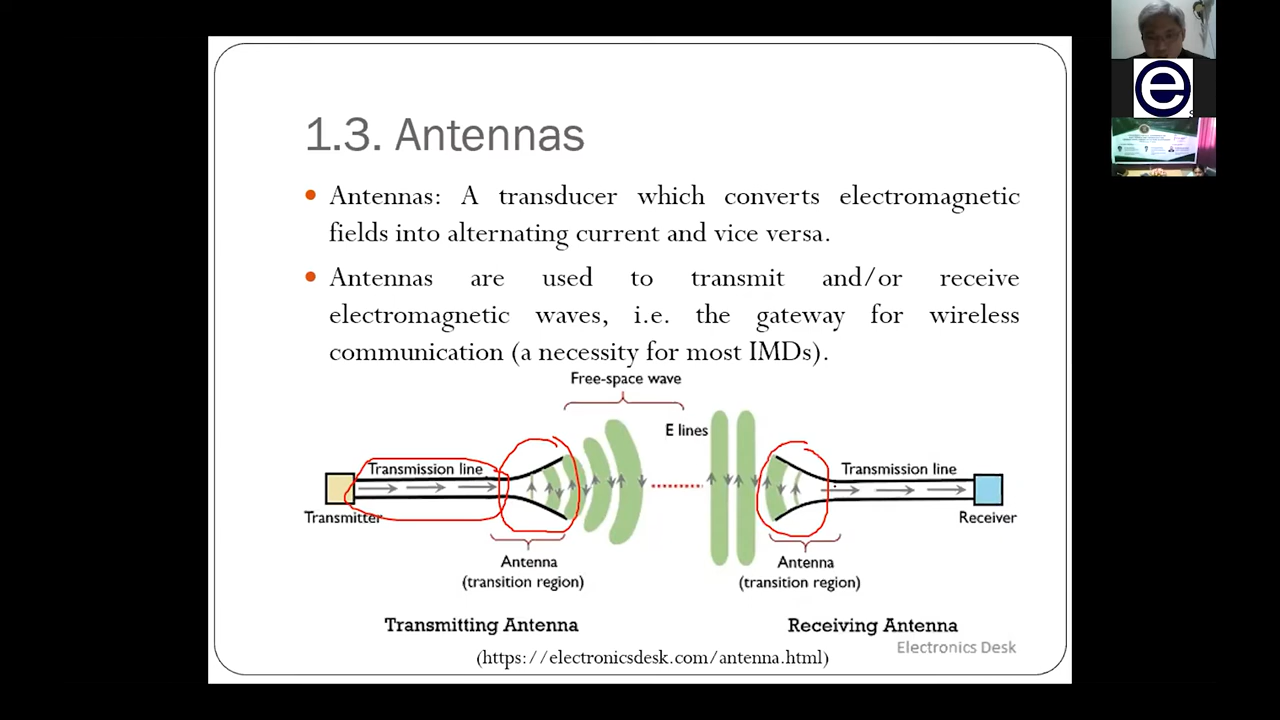 1.3. Antennas
• Antennas: A transducer which converts electromagnetic
fields into alternating current and vice versa.
• Antennas are used to transmit and/or receive
electromagnetic waves, i.e. the gateway for wireless
communication (a necessity for most IMDs).
Free-space wave
E lines
Transmission line
Transmission line
Transmitter
Receiver
Antenna
(transition region)
Antenna
(transition region)
Transmitting Antenna
Receiving Antenna
Electronics Desk
(https://electronicsdesk.com/antenna.html)
e